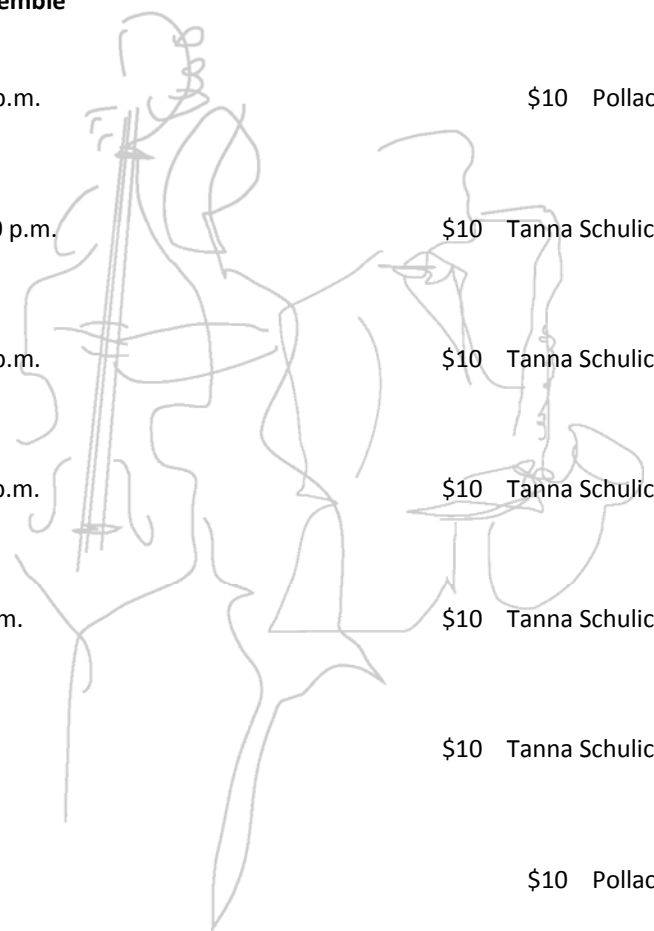 emble
p.m. $10 Pollac
0 p.m. $10 Tanna Schulic
p.m. $10 Tanna Schulic
p.m. $10 Tanna Schulic
m. $10 Tanna Schulic
$10 Tanna Schulic
$10 Pollac